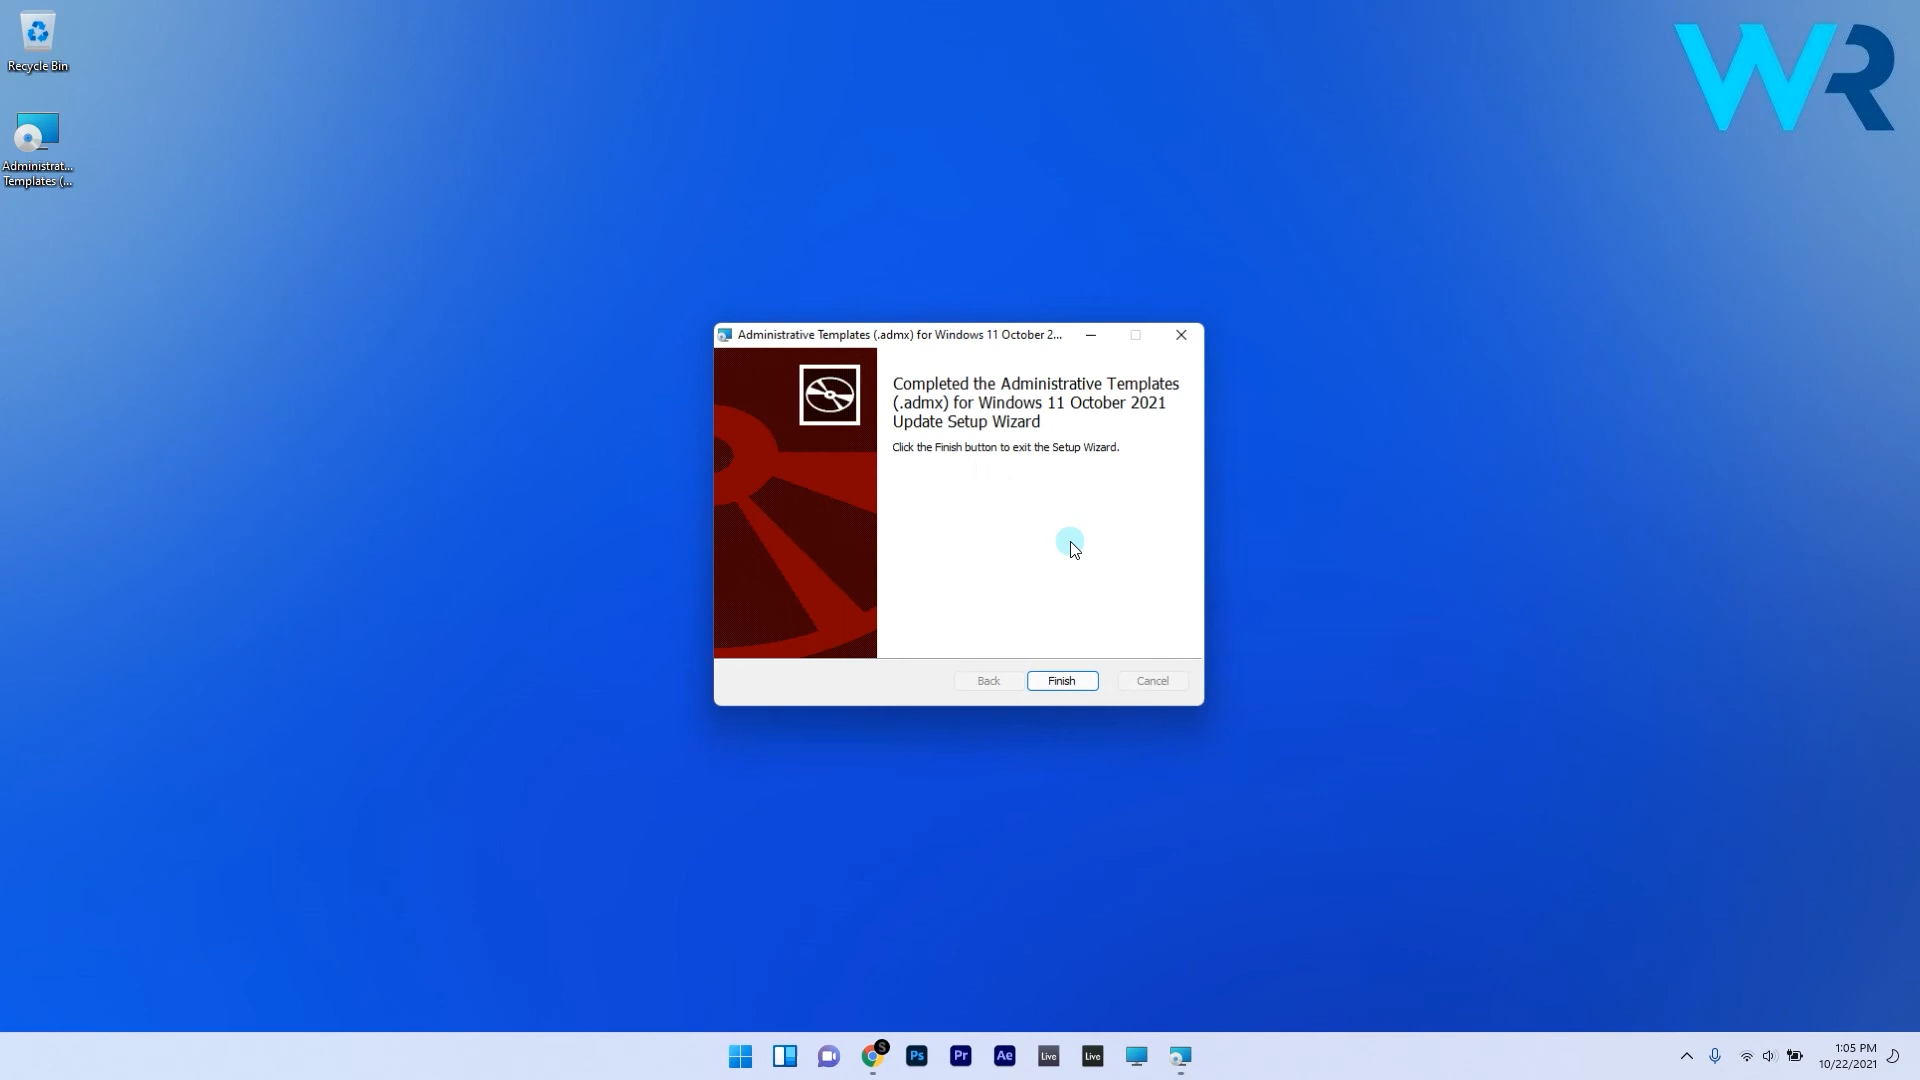 Recycle Bin
Administrat...
Templates (...
WR
Administrative Templates (.admx) for Windows 11 October 2...
Completed the Administrative Templates
(.admx) for Windows 11 October 2021
Update Setup Wizard
Click the Finish button to exit the Setup Wizard.
Back
Finish
Cancel
S
Ps
Pr
Ae
Live
Live
1:05 PM
10/22/2021